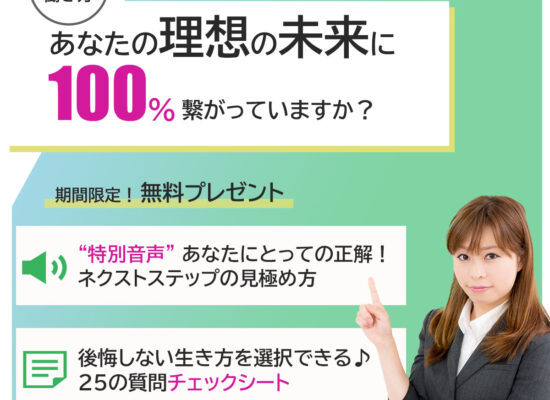 あなたの理想の未来に
100%繋がっていますか？
期間限定！無料プレゼント
“特別音声” あなたにとっての正解！
ネクストステップの見極め方
後悔しない生き方を選択できる♪
25の質問チェックシート